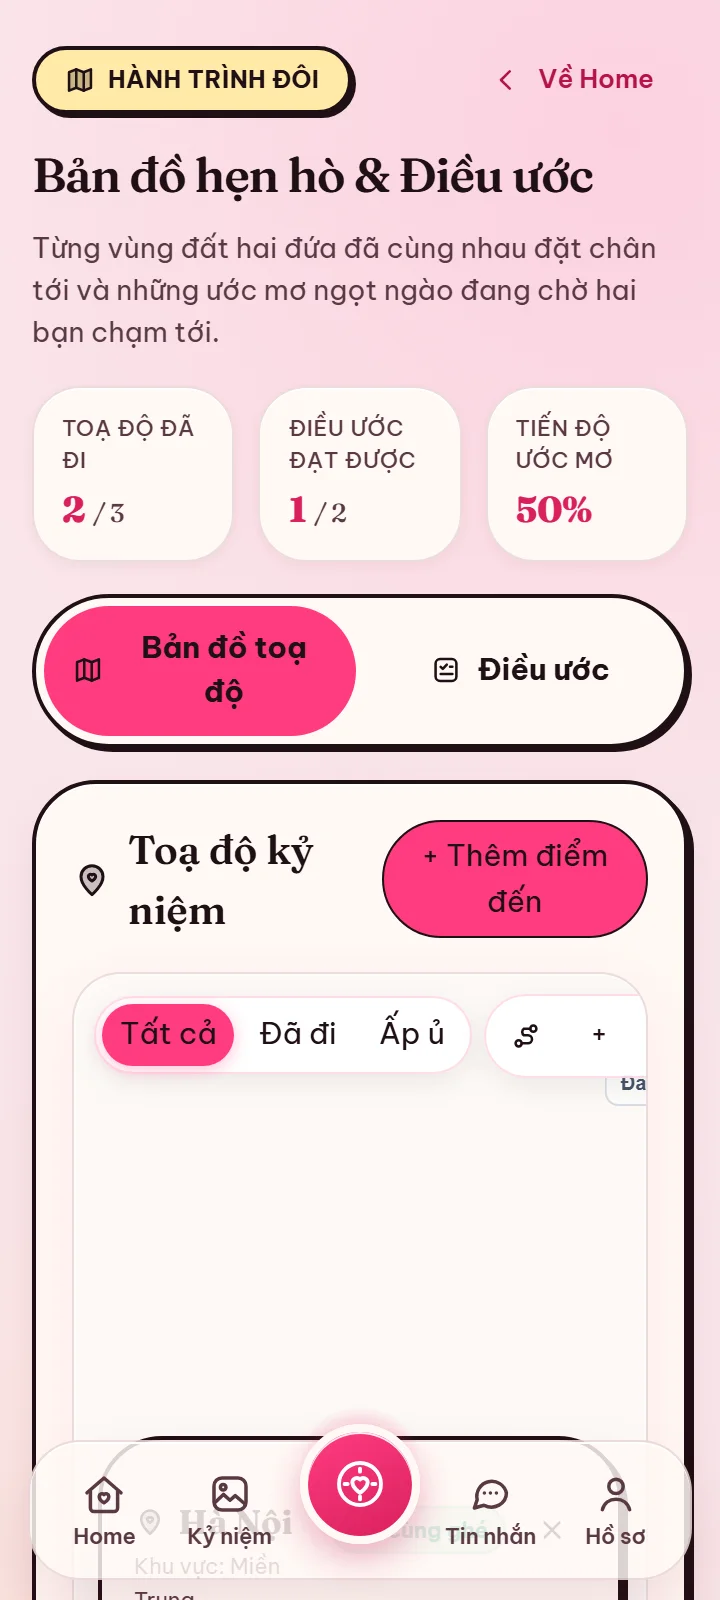 HÀNH TRÌNH ĐÔI
Về Home
Bản đồ hẹn hò & Điều ước
Từng vùng đất hai đứa đã cùng nhau đặt chân
tới và những ước mơ ngọt ngào đang chờ hai
bạn chạm tới.
TOẠ ĐỘ ĐÃ
ĐI
2 / 3
ĐIỀU ƯỚC
ĐẠT ĐƯỢC
1 / 2
TIẾN ĐỘ
ƯỚC MƠ
50%
Bản đồ toạ
độ
Điều ước
Toạ độ kỷ
niệm
+ Thêm điểm
đến
Tất cả
Đã đi
Ấp ủ
+
Hà Nội
ghé
Home
Kỷ niệm
Tin nhắn
Hồ sơ
Khu vực: Miền
Trung